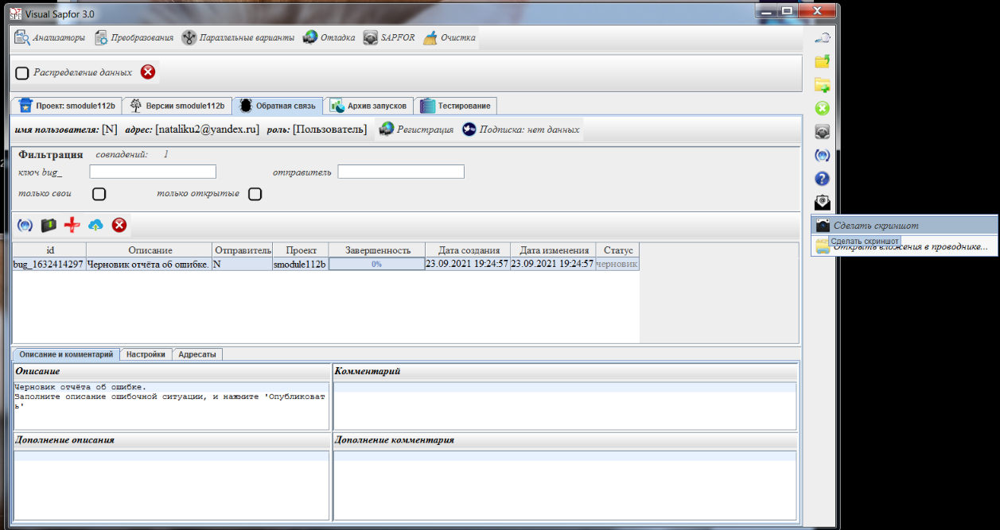 Visual Sapfor 3.0
Анализаторы Преобразования Параллельные варианты Отладка SAPFOR Очистка
Распределение данных
Проект: smodule112b Версии smodule112b Обратная связь Архив запусков Тестирование
имя пользователя: [N] адрес: [nataliku2@yandex.ru] роль: [Пользователь] Регистрация Подписка: нет данных
Фильтрация совпадений: 1
ключ bug_ отправитель
только свои только открытые
Сделать скриншот
Сделать скриншот
Открыть вложения в проводнике...
id Описание Отправитель Проект Завершенность Дата создания Дата изменения Статус
bug_1632414297 Черновик отчёта об ошибке. N smodule112b 0% 23.09.2021 19:24:57 23.09.2021 19:24:57 черновик
Описание и комментарий Настройки Адресаты
Описание Комментарий
Черновик отчёта об ошибке.
Заполните описание ошибочной ситуации, и нажмите 'Опубликоват
ь'
Дополнение описания Дополнение комментария